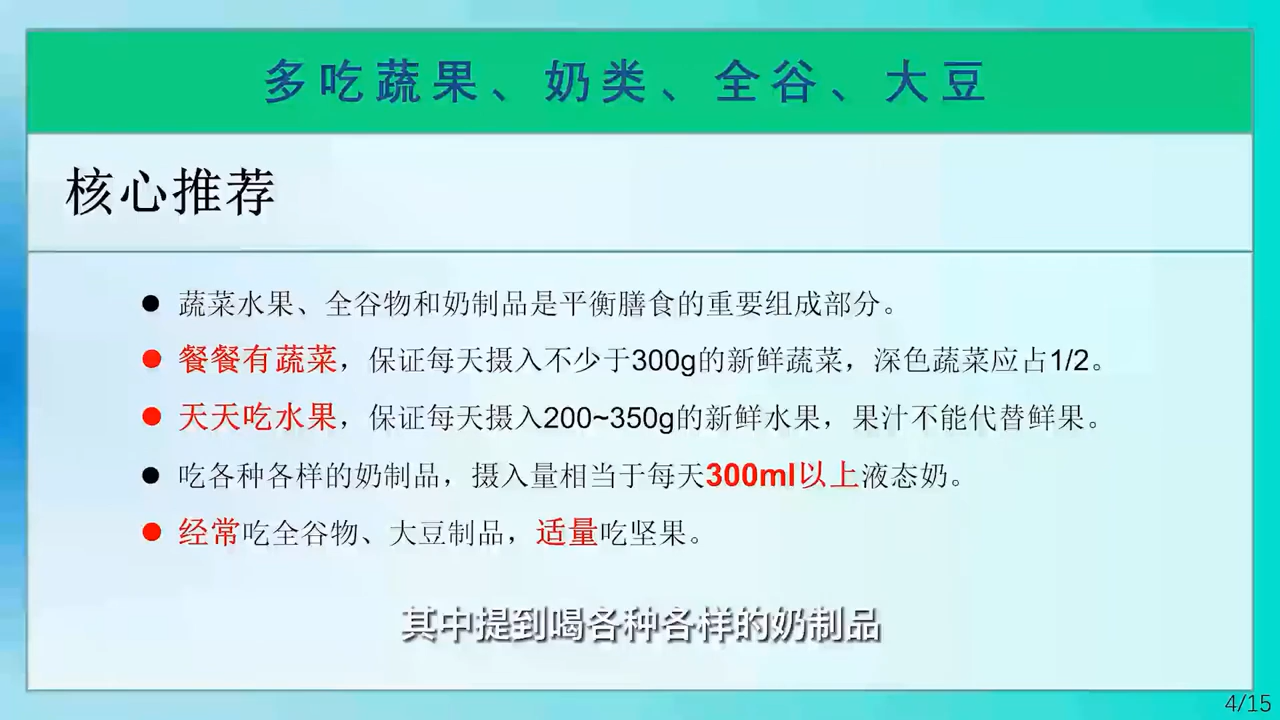 多吃蔬果、奶类、全谷、大豆
核心推荐
● 蔬菜水果、全谷物和奶制品是平衡膳食的重要组成部分。
● 餐餐有蔬菜，保证每天摄入不少于300g的新鲜蔬菜，深色蔬菜应占1/2。
● 天天吃水果，保证每天摄入200~350g的新鲜水果，果汁不能代替鲜果。
● 吃各种各样的奶制品，摄入量相当于每天300ml以上液态奶。
● 经常吃全谷物、大豆制品，适量吃坚果。
其中提到喝各种各样的奶制品
4/15